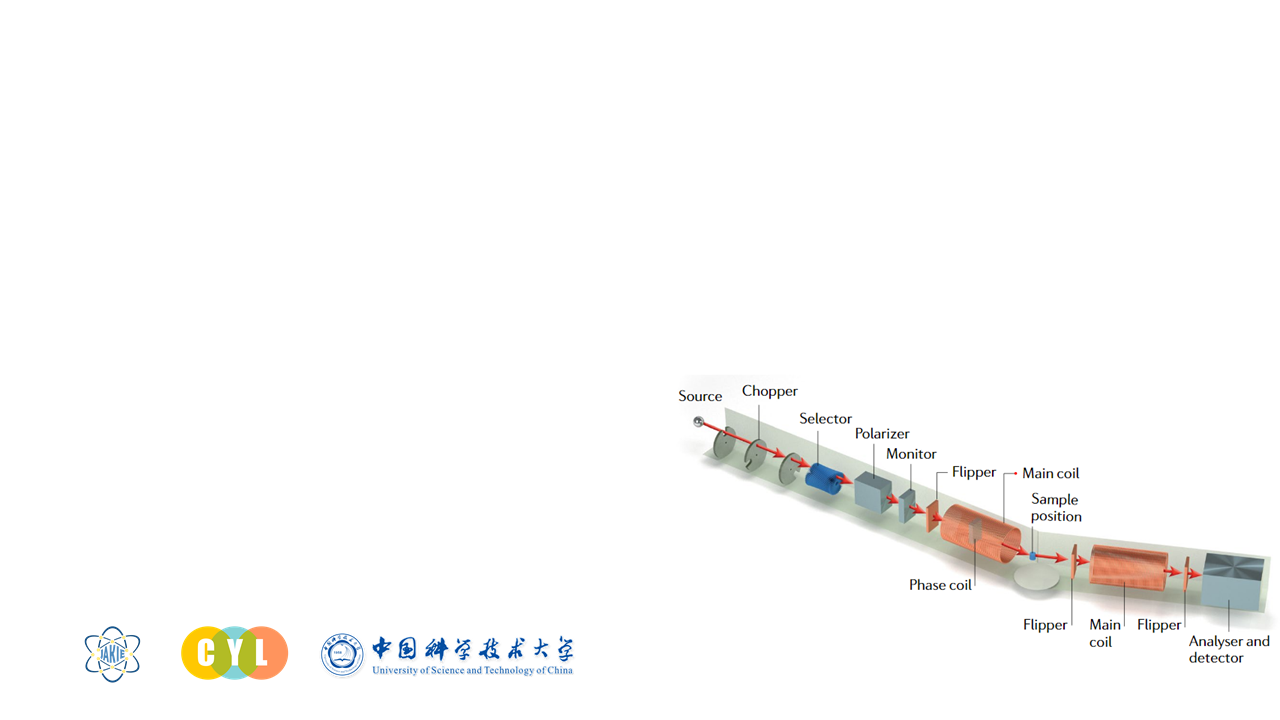 Source
Chopper
Selector
Polarizer
Monitor
Flipper
Main coil
Sample
position
Phase coil
Flipper
Main
coil
Flipper
Analyser and
detector
IAKIE
CYL
中国科学技术大学
University of Science and Technology of China